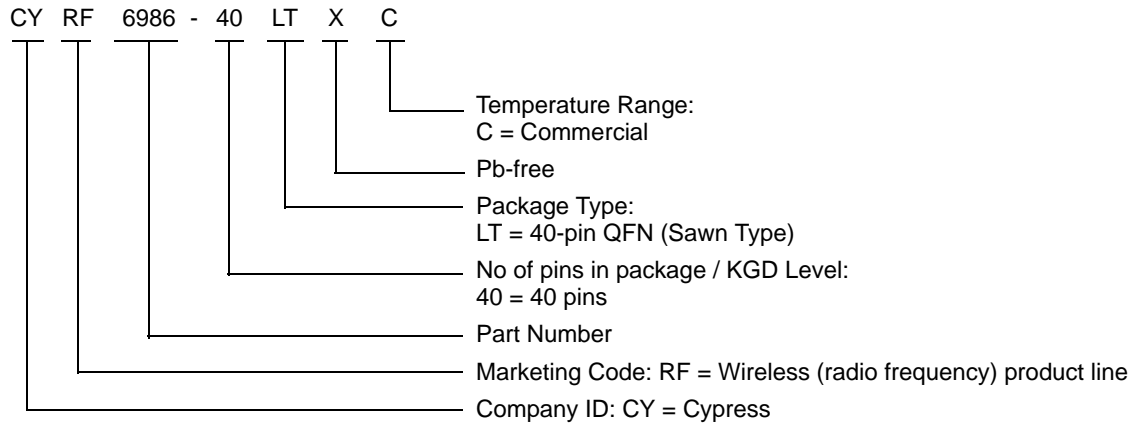 CY RF 6986 - 40 LT X C
Temperature Range:
C = Commercial
Pb-free
Package Type:
LT = 40-pin QFN (Sawn Type)
No of pins in package / KGD Level:
40 = 40 pins
Part Number
Marketing Code: RF = Wireless (radio frequency) product line
Company ID: CY = Cypress